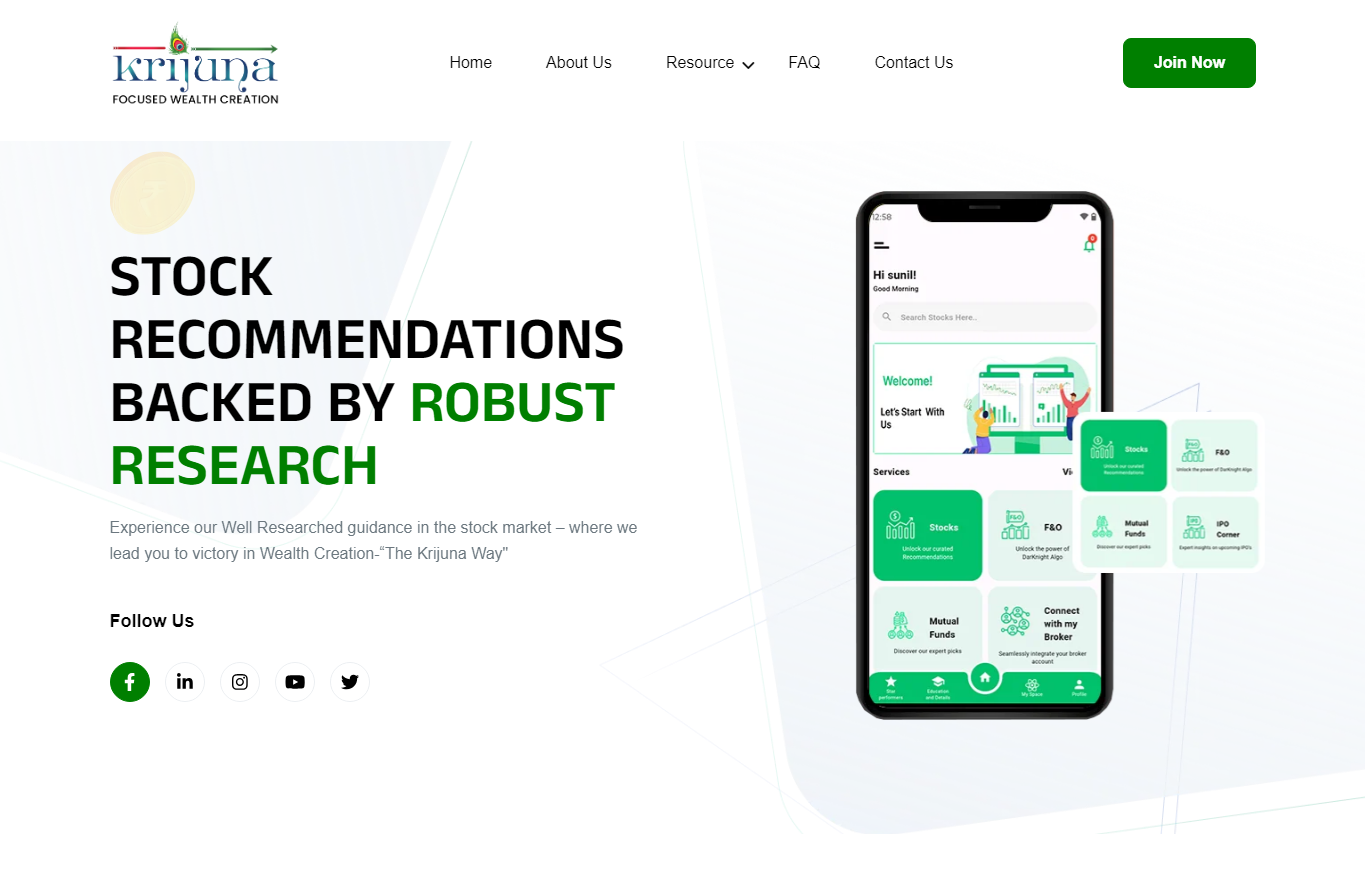 krijuna
FOCUSED WEALTH CREATION
Home
About Us
Resource
FAQ
Contact Us
Join Now
STOCK
RECOMMENDATIONS
BACKED BY ROBUST
RESEARCH
Experience our Well Researched guidance in the stock market – where we
lead you to victory in Wealth Creation-“The Krijuna Way"
Follow Us
12:58
Hi sunil!
Good Morning
Search Stocks Here..
Welcome!
Let's Start With
Us
Services
Stocks
Unlock our curated
Recommendations
F&O
Unlock the power of
DarKnight Algo
Mutual
Funds
Discover our expert picks
Connect
with my
Broker
Seamlessly integrate your broker
account
Star
performers
Education
and Details
My Space
Profile
Stocks
Unlock our curated
Recommendations
F&O
Unlock the power of DarKnight Algo
Mutual
Funds
Discover our expert picks
IPO
Corner
Expert insights on upcoming IPO's